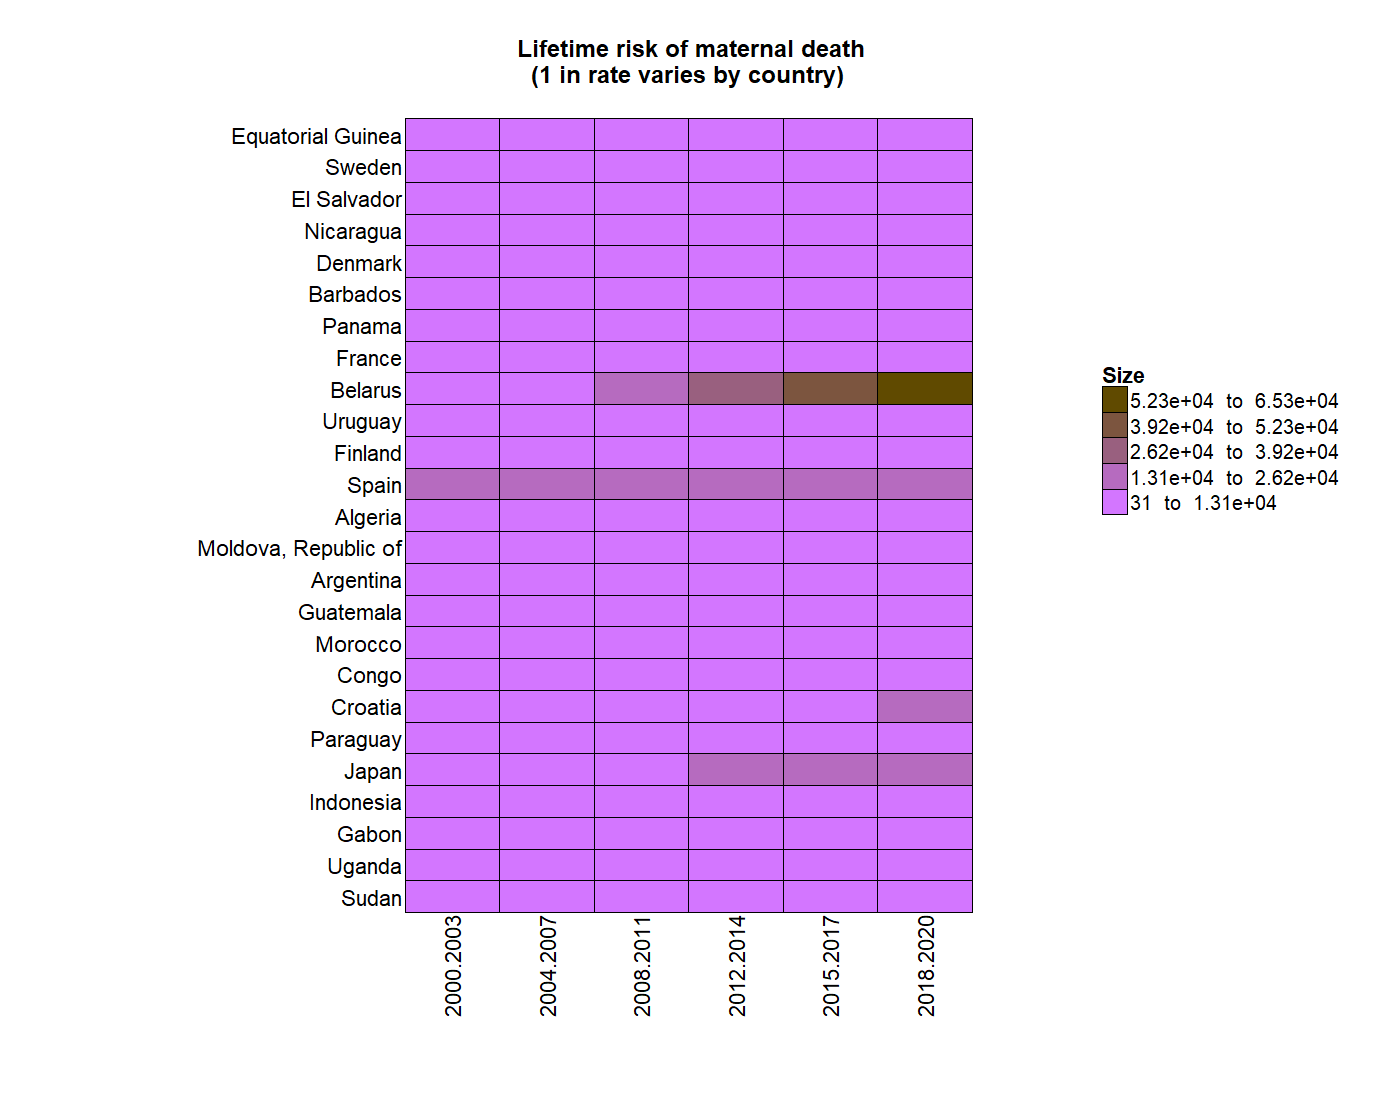 Lifetime risk of maternal death
(1 in rate varies by country)
Equatorial Guinea
Sweden
El Salvador
Nicaragua
Denmark
Barbados
Panama
France
Belarus
Uruguay
Finland
Spain
Algeria
Moldova, Republic of
Argentina
Guatemala
Morocco
Congo
Croatia
Paraguay
Japan
Indonesia
Gabon
Uganda
Sudan
2000.2003
2004.2007
2008.2011
2012.2014
2015.2017
2018.2020
Size
5.23e+04 to 6.53e+04
3.92e+04 to 5.23e+04
2.62e+04 to 3.92e+04
1.31e+04 to 2.62e+04
31 to 1.31e+04